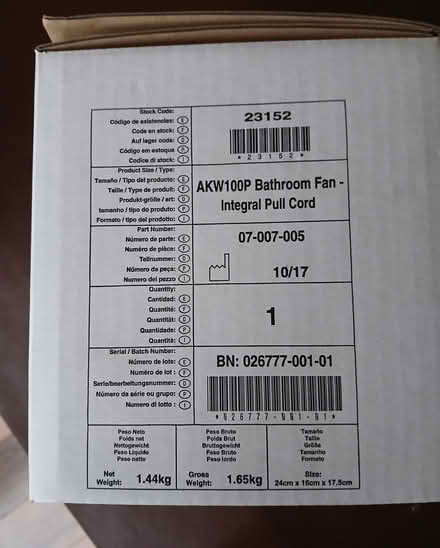 Stock Code:
Código de existencias: E
Code en stock: F
Auf lager code: D
Código em estoque P
Codice di stock: I
23152
*23152*
Product Size / Type:
Tamaño / Tipo del producto: E
Taille / Type de produit: F
Produkt-größe / art: D
tamanho / tipo do produto: P
Formato / tipo del prodotto: I
AKW100P Bathroom Fan -
Integral Pull Cord
Part Number:
Número de parte: E
Numéro de pièce: F
Teilnummer: D
Número da peça: P
Numero del pezzo I
07-007-005
10/17
Quantity:
Cantidad: E
Quantité: F
Quantität: D
Quantidade: P
Quantità: I
1
Serial / Batch Number:
Número de lote: E
Numéro de lot : F
Serie/bearbeitungsnummer: D
Número da série ou grupo: P
Numero di lotto : I
BN: 026777-001-01
*026777-001-01*
Peso Neto
Poids net
Nettogewicht
Peso Líquido
Peso netto
Net
Weight: 1.44kg
Peso Bruto
Poids Brut
Bruttogewicht
Peso Bruto
Peso lordo
Gross
Weight: 1.65kg
Tamaño
Taille
Größe
Tamanho
Formato
Size:
24cm x 16cm x 17.5cm